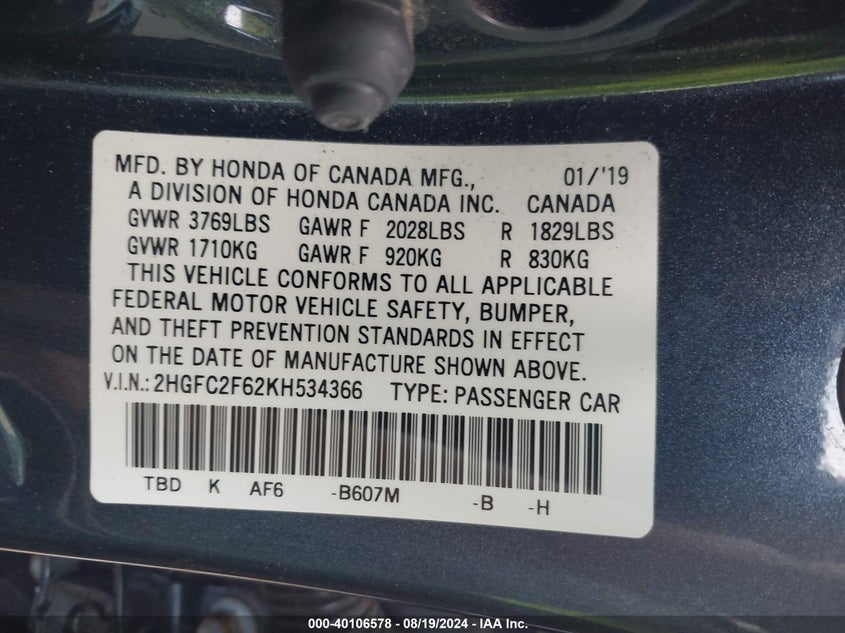 MFD. BY HONDA OF CANADA MFG., 01/'19
A DIVISION OF HONDA CANADA INC. CANADA
GVWR 3769LBS GAWR F 2028LBS R 1829LBS
GVWR 1710KG GAWR F 920KG R 830KG
THIS VEHICLE CONFORMS TO ALL APPLICABLE
FEDERAL MOTOR VEHICLE SAFETY, BUMPER,
AND THEFT PREVENTION STANDARDS IN EFFECT
ON THE DATE OF MANUFACTURE SHOWN ABOVE.
V.I.N.: 2HGFC2F62KH534366 TYPE: PASSENGER CAR
TBD K AF6 -B607M -B -H
000-40106578 - 08/19/2024 - IAA Inc.